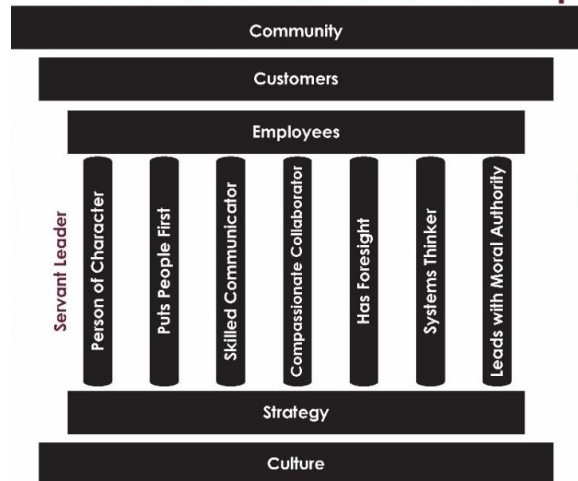 Community
Customers
Employees
Servant Leader
Person of Character
Puts People First
Skilled Communicator
Compassionate Collaborator
Has Foresight
Systems Thinker
Leads with Moral Authority
Strategy
Culture